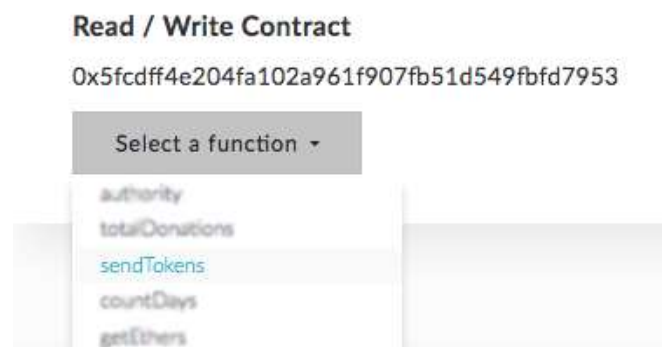 Read / Write Contract
0x5fcdff4e204fa102a961f907fb51d549fbfd7953
Select a function
authority
totalDonations
sendTokens
countDays
getEthers